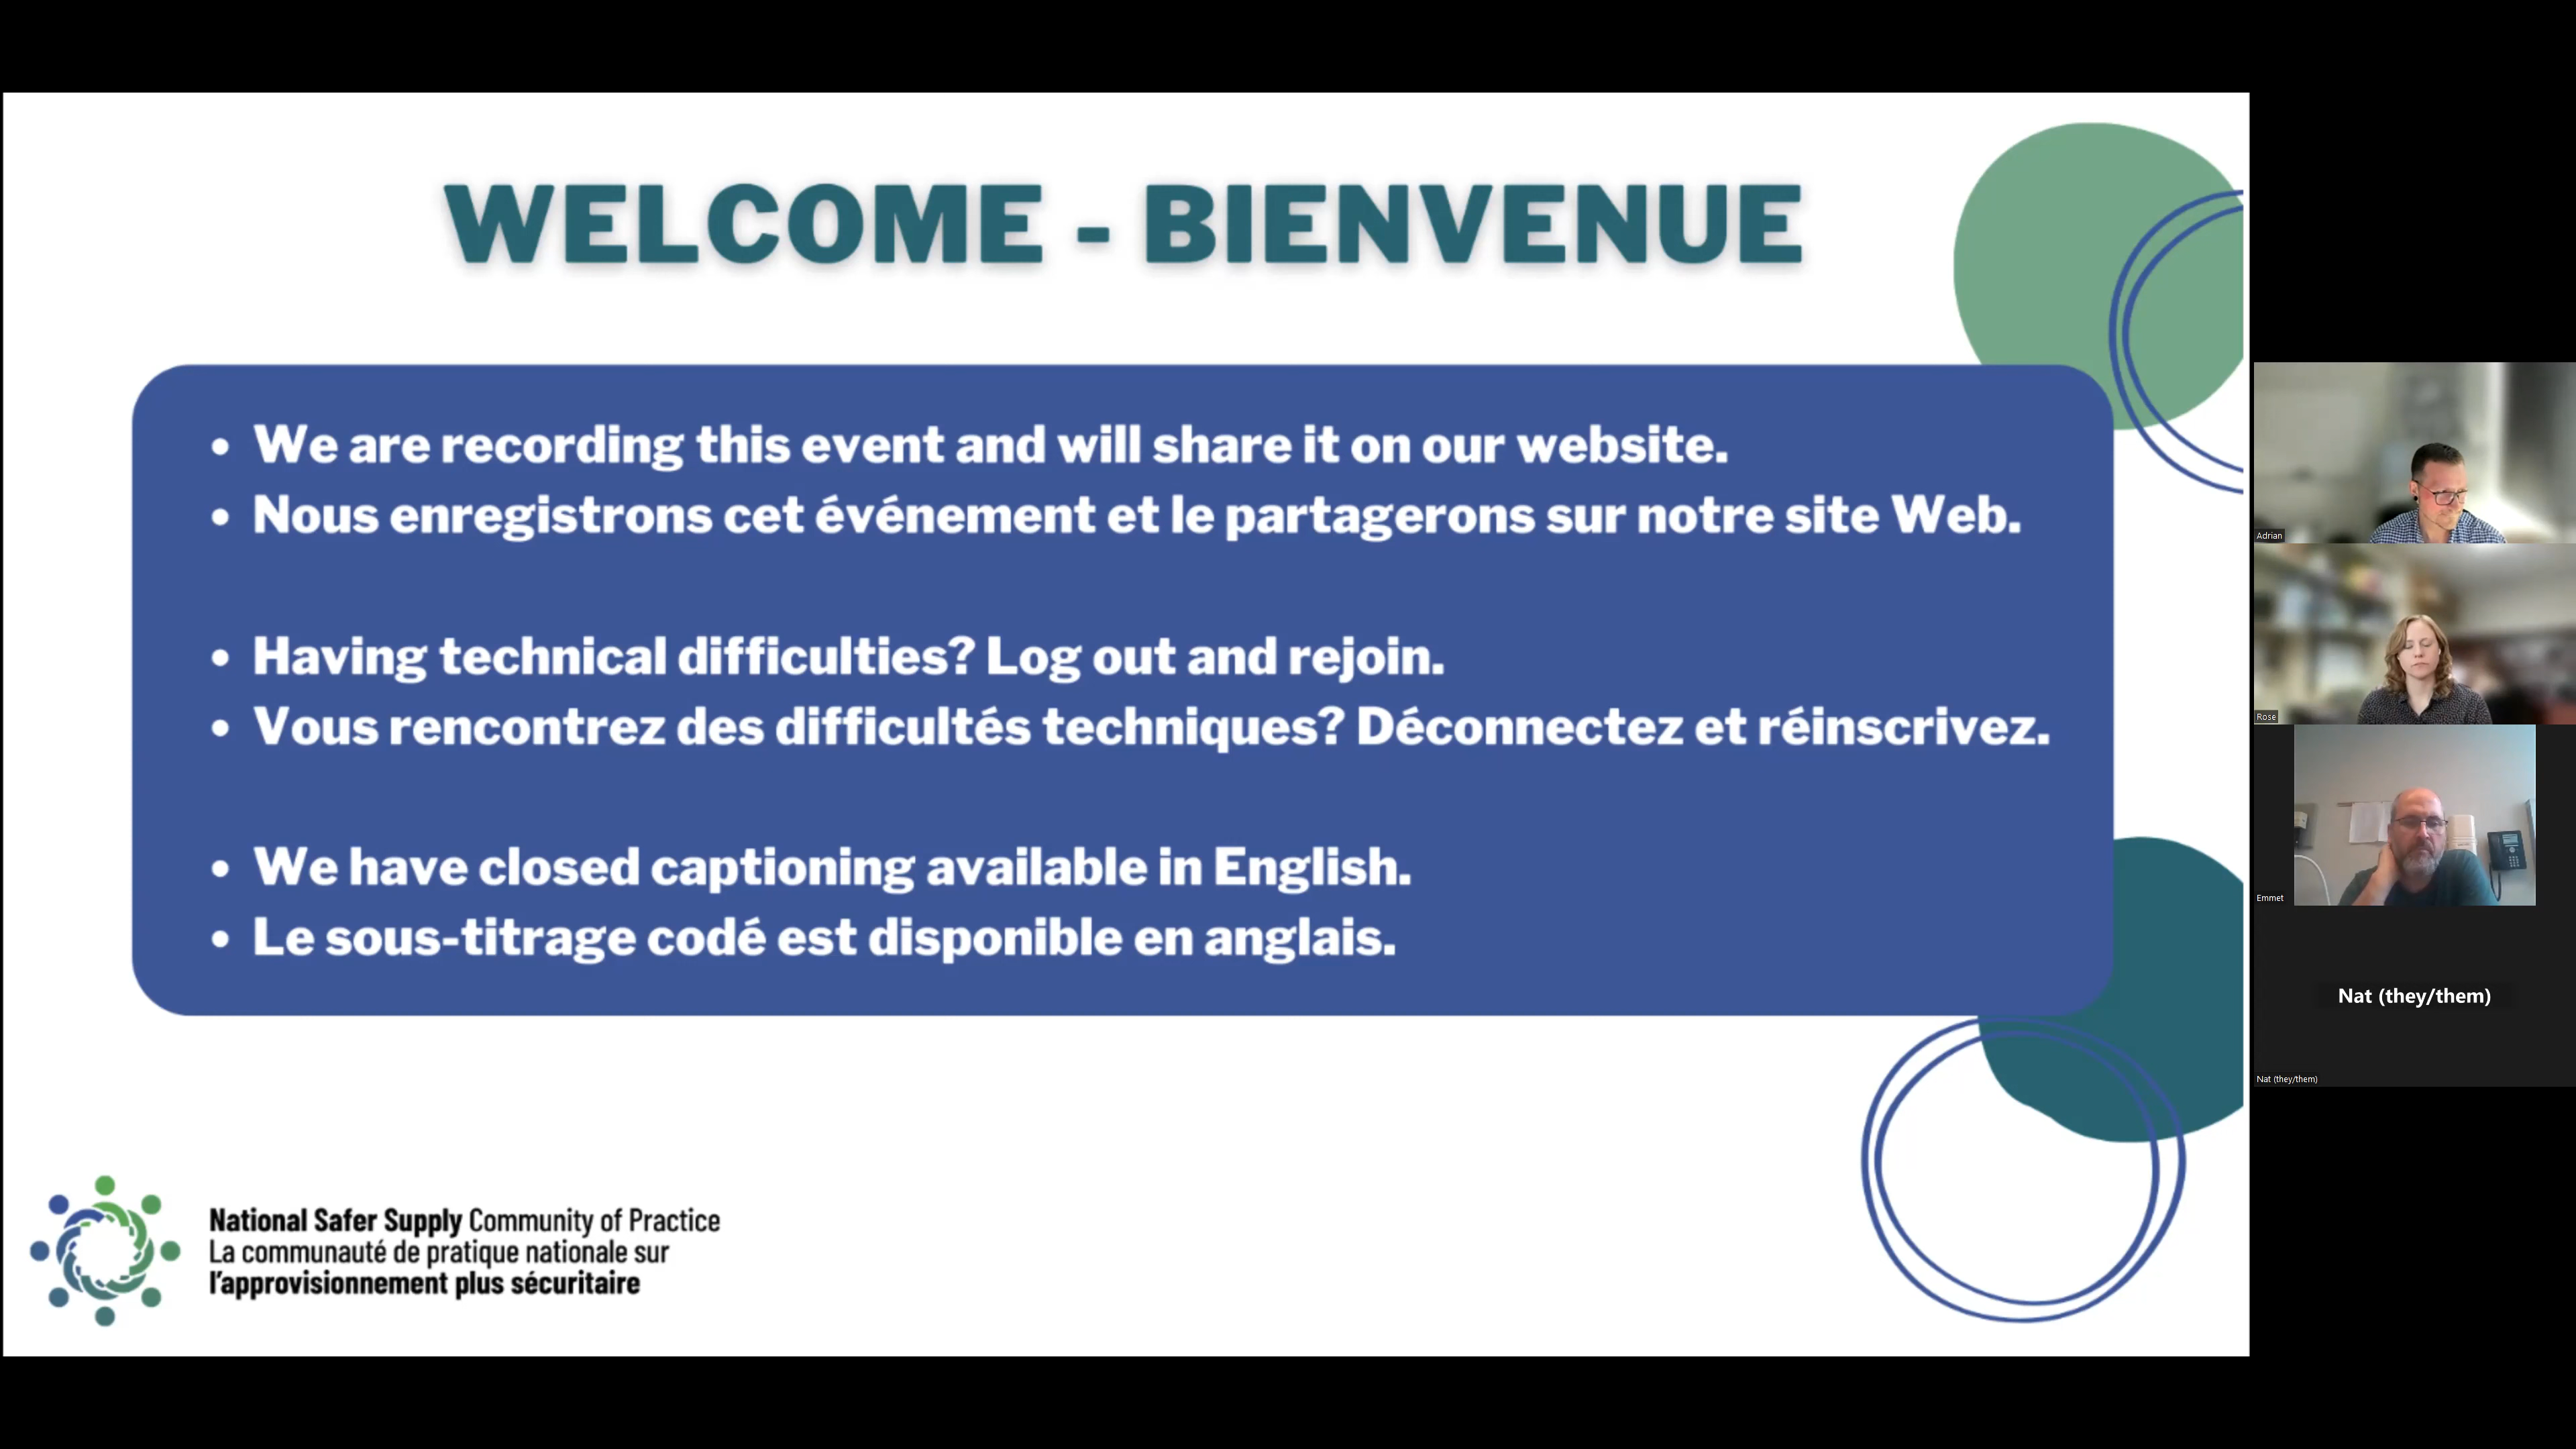 WELCOME - BIENVENUE
• We are recording this event and will share it on our website.
• Nous enregistrons cet événement et le partagerons sur notre site Web.
• Having technical difficulties? Log out and rejoin.
• Vous rencontrez des difficultés techniques? Déconnectez et réinscrivez.
• We have closed captioning available in English.
• Le sous-titrage codé est disponible en anglais.
National Safer Supply Community of Practice
La communauté de pratique nationale sur
l'approvisionnement plus sécuritaire
Adrian
Rose
Emmet
Nat (they/them)
Nat (they/them)